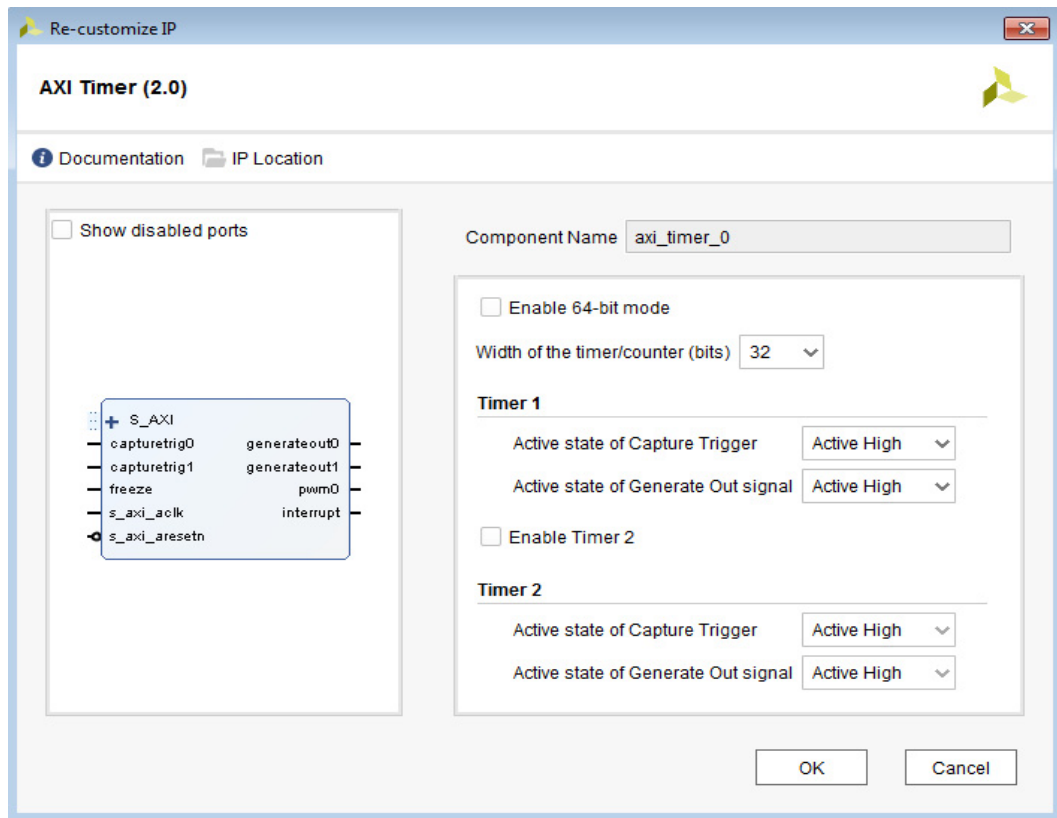 Re-customize IP
AXI Timer (2.0)
Documentation IP Location
Show disabled ports
S_AXI
capturetrig0 generateout0
capturetrig1 generateout1
freeze pwm0
s_axi_aclk interrupt
s_axi_aresetn
Component Name axi_timer_0
Enable 64-bit mode
Width of the timer/counter (bits) 32
Timer 1
Active state of Capture Trigger Active High
Active state of Generate Out signal Active High
Enable Timer 2
Timer 2
Active state of Capture Trigger Active High
Active state of Generate Out signal Active High
OK Cancel